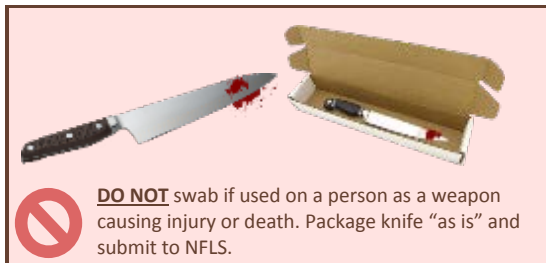 DO NOT swab if used on a person as a weapon
causing injury or death. Package knife “as is” and
submit to NFLS.